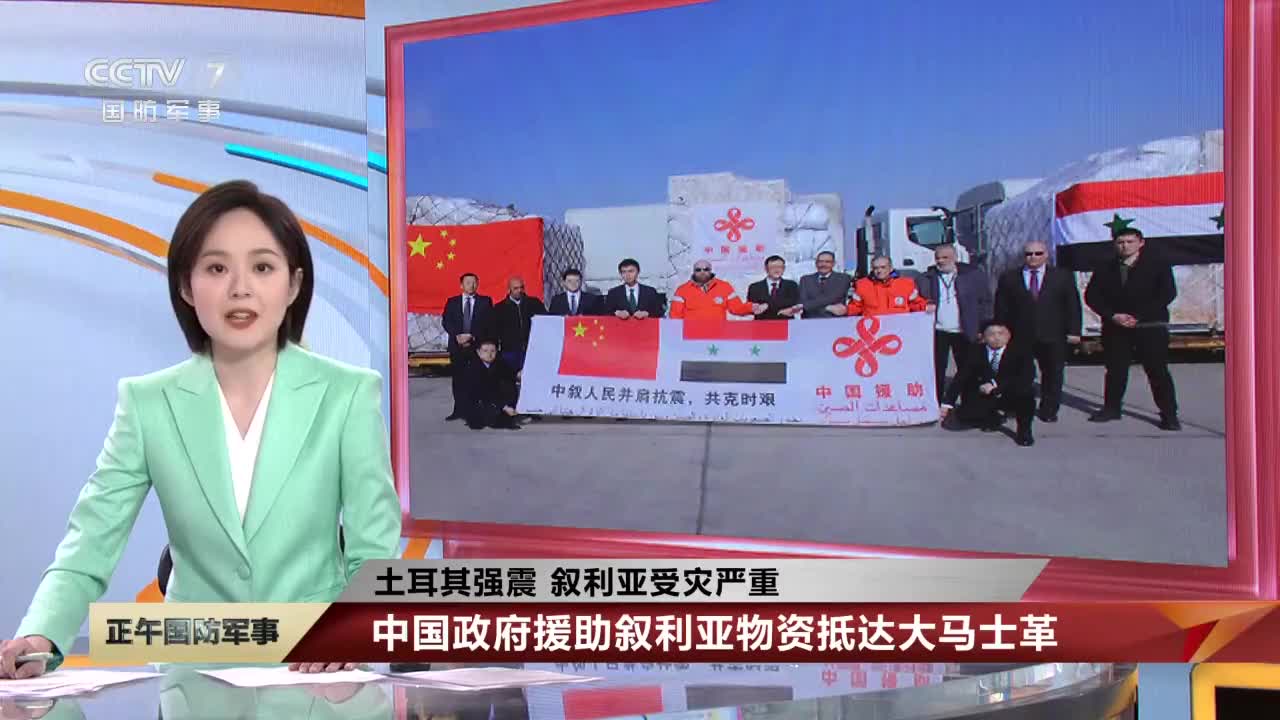 CCTV 7
国防军事
中国援助
中叙人民并肩抗震，共克时艰
中国援助
مساعدات الصين
土耳其强震 叙利亚受灾严重
正午国防军事
中国政府援助叙利亚物资抵达大马士革